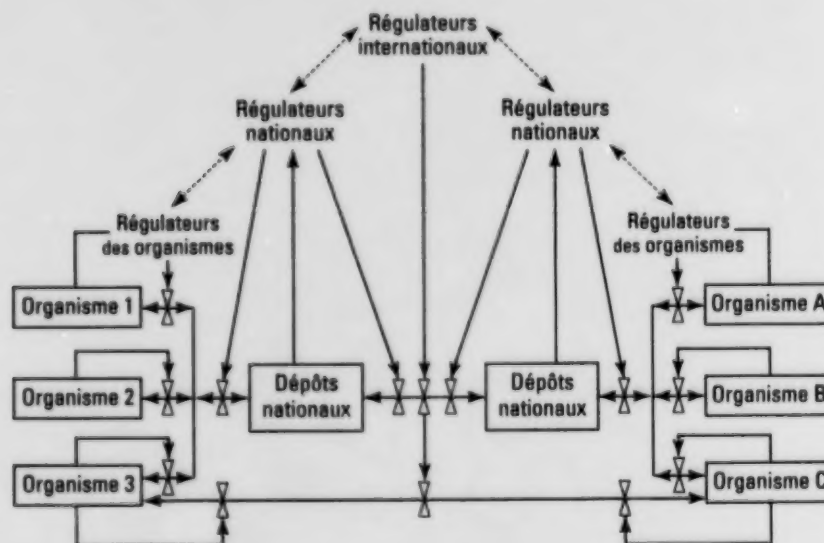 Régulateurs
internationaux
Régulateurs
nationaux
Régulateurs
nationaux
Régulateurs
des organismes
Régulateurs
des organismes
Organisme 1
Organisme A
Organisme 2
Dépôts
nationaux
Dépôts
nationaux
Organisme B
Organisme 3
Organisme C